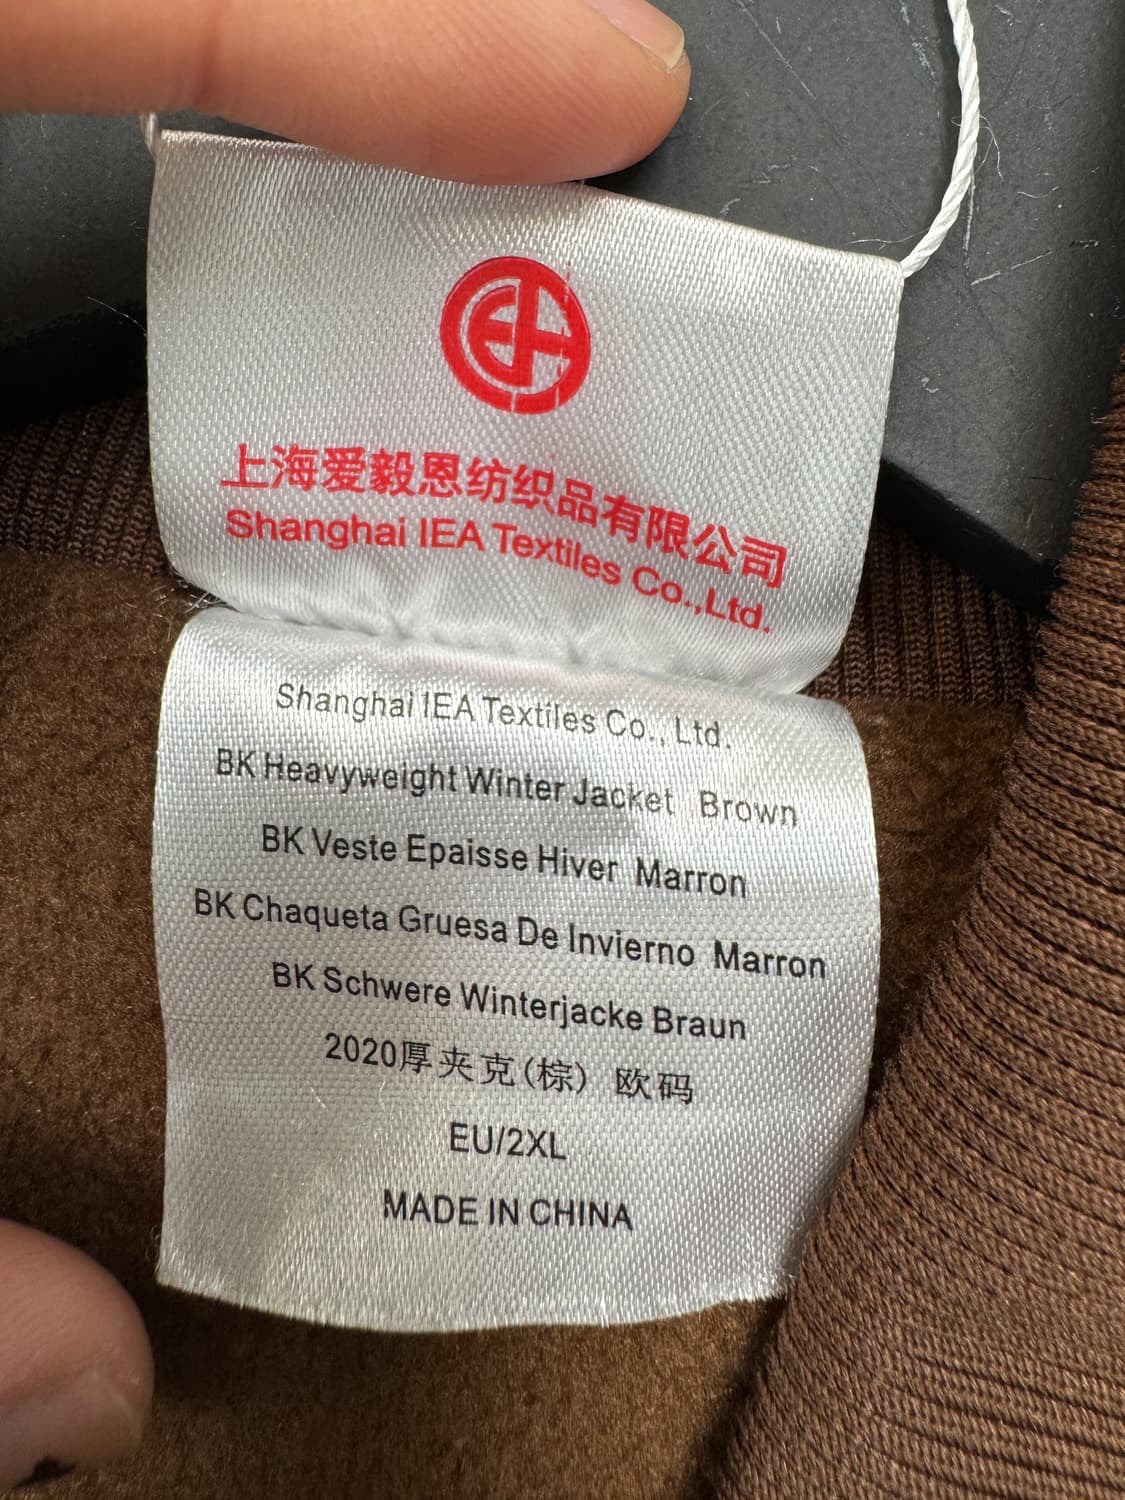 上海爱毅恩纺织品有限公司
Shanghai IEA Textiles Co.,Ltd.
Shanghai IEA Textiles Co., Ltd.
BK Heavyweight Winter Jacket Brown
BK Veste Epaisse Hiver Marron
BK Chaqueta Gruesa De Invierno Marron
BK Schwere Winterjacke Braun
2020厚夹克(棕) 欧码
EU/2XL
MADE IN CHINA